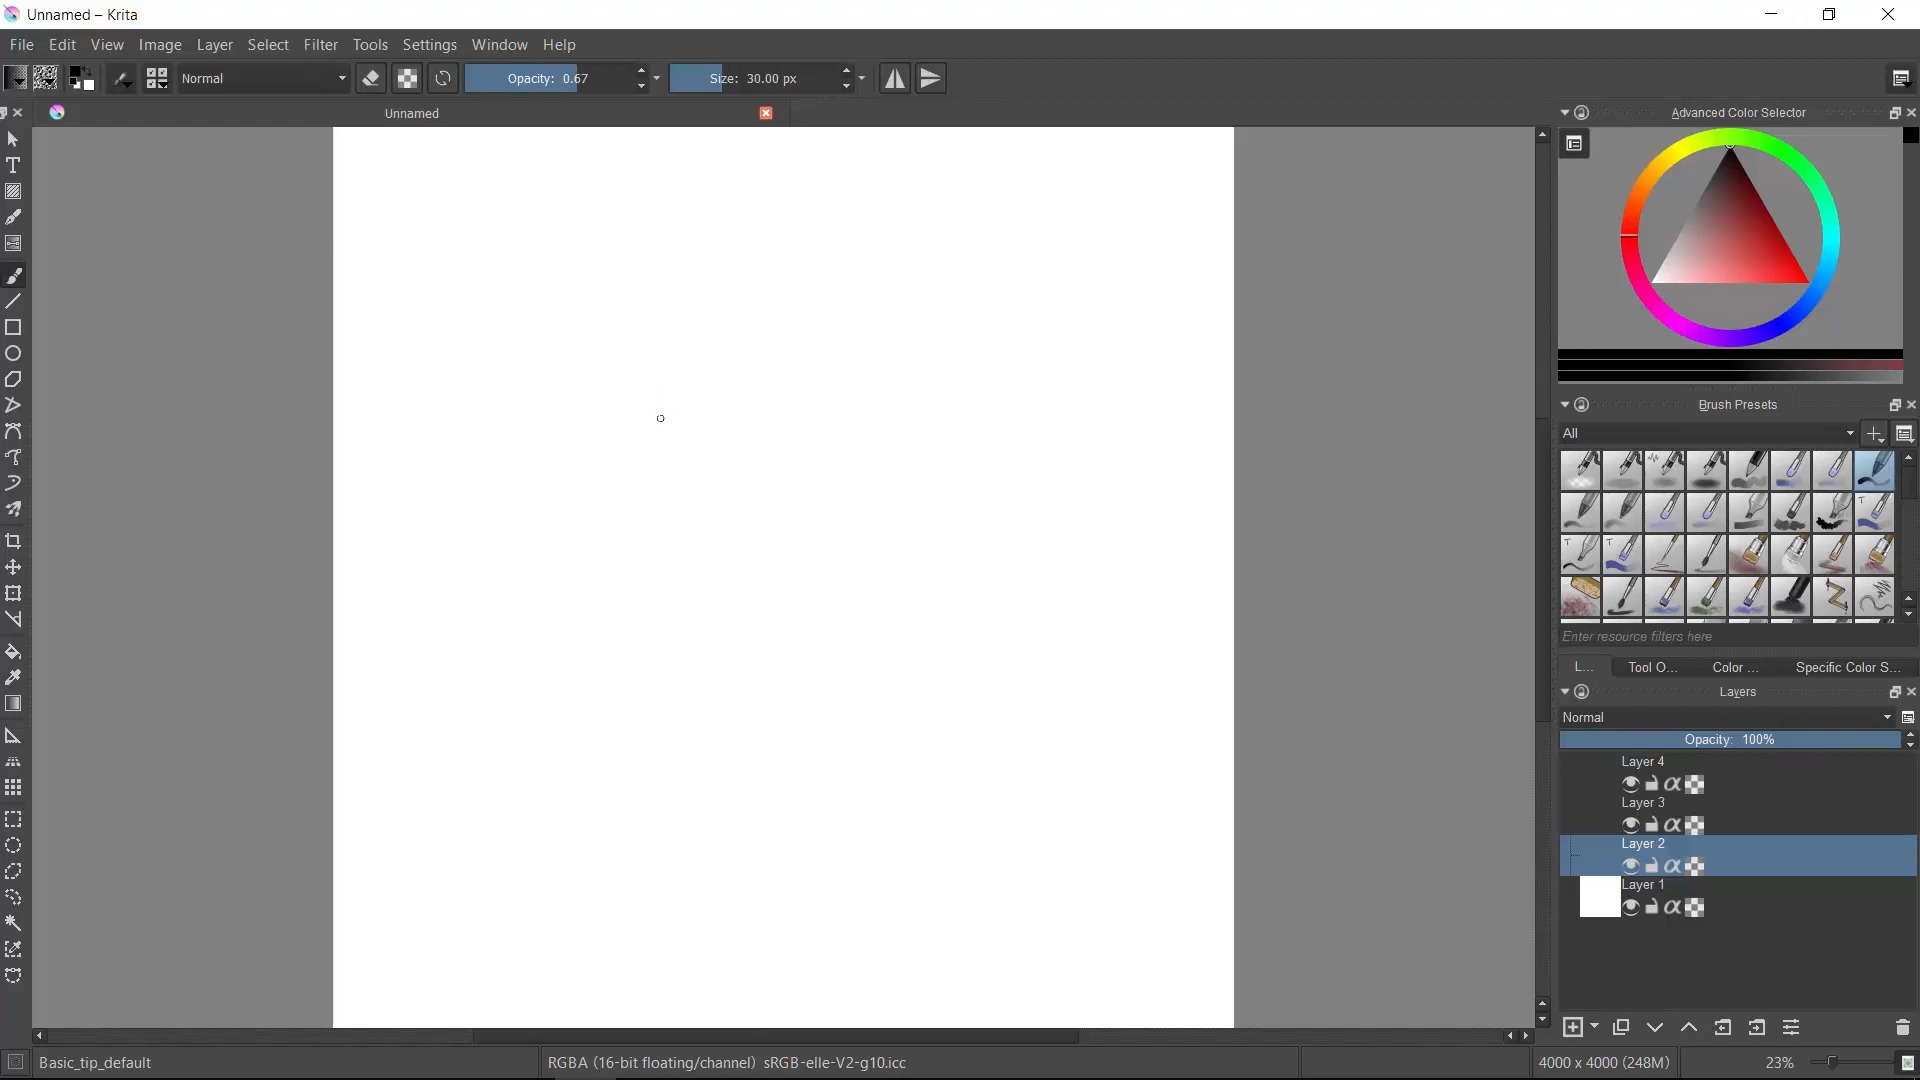 Unnamed – Krita
File Edit View Image Layer Select Filter Tools Settings Window Help
Normal Opacity: 0.67 Size: 30.00 px
Unnamed
Advanced Color Selector
Brush Presets
All
Enter resource filters here
L... Tool O... Color ... Specific Color S...
Layers
Normal
Opacity: 100%
Layer 4
Layer 3
Layer 2
Layer 1
Basic_tip_default RGBA (16-bit floating/channel) sRGB-elle-V2-g10.icc 4000 x 4000 (248M) 23%